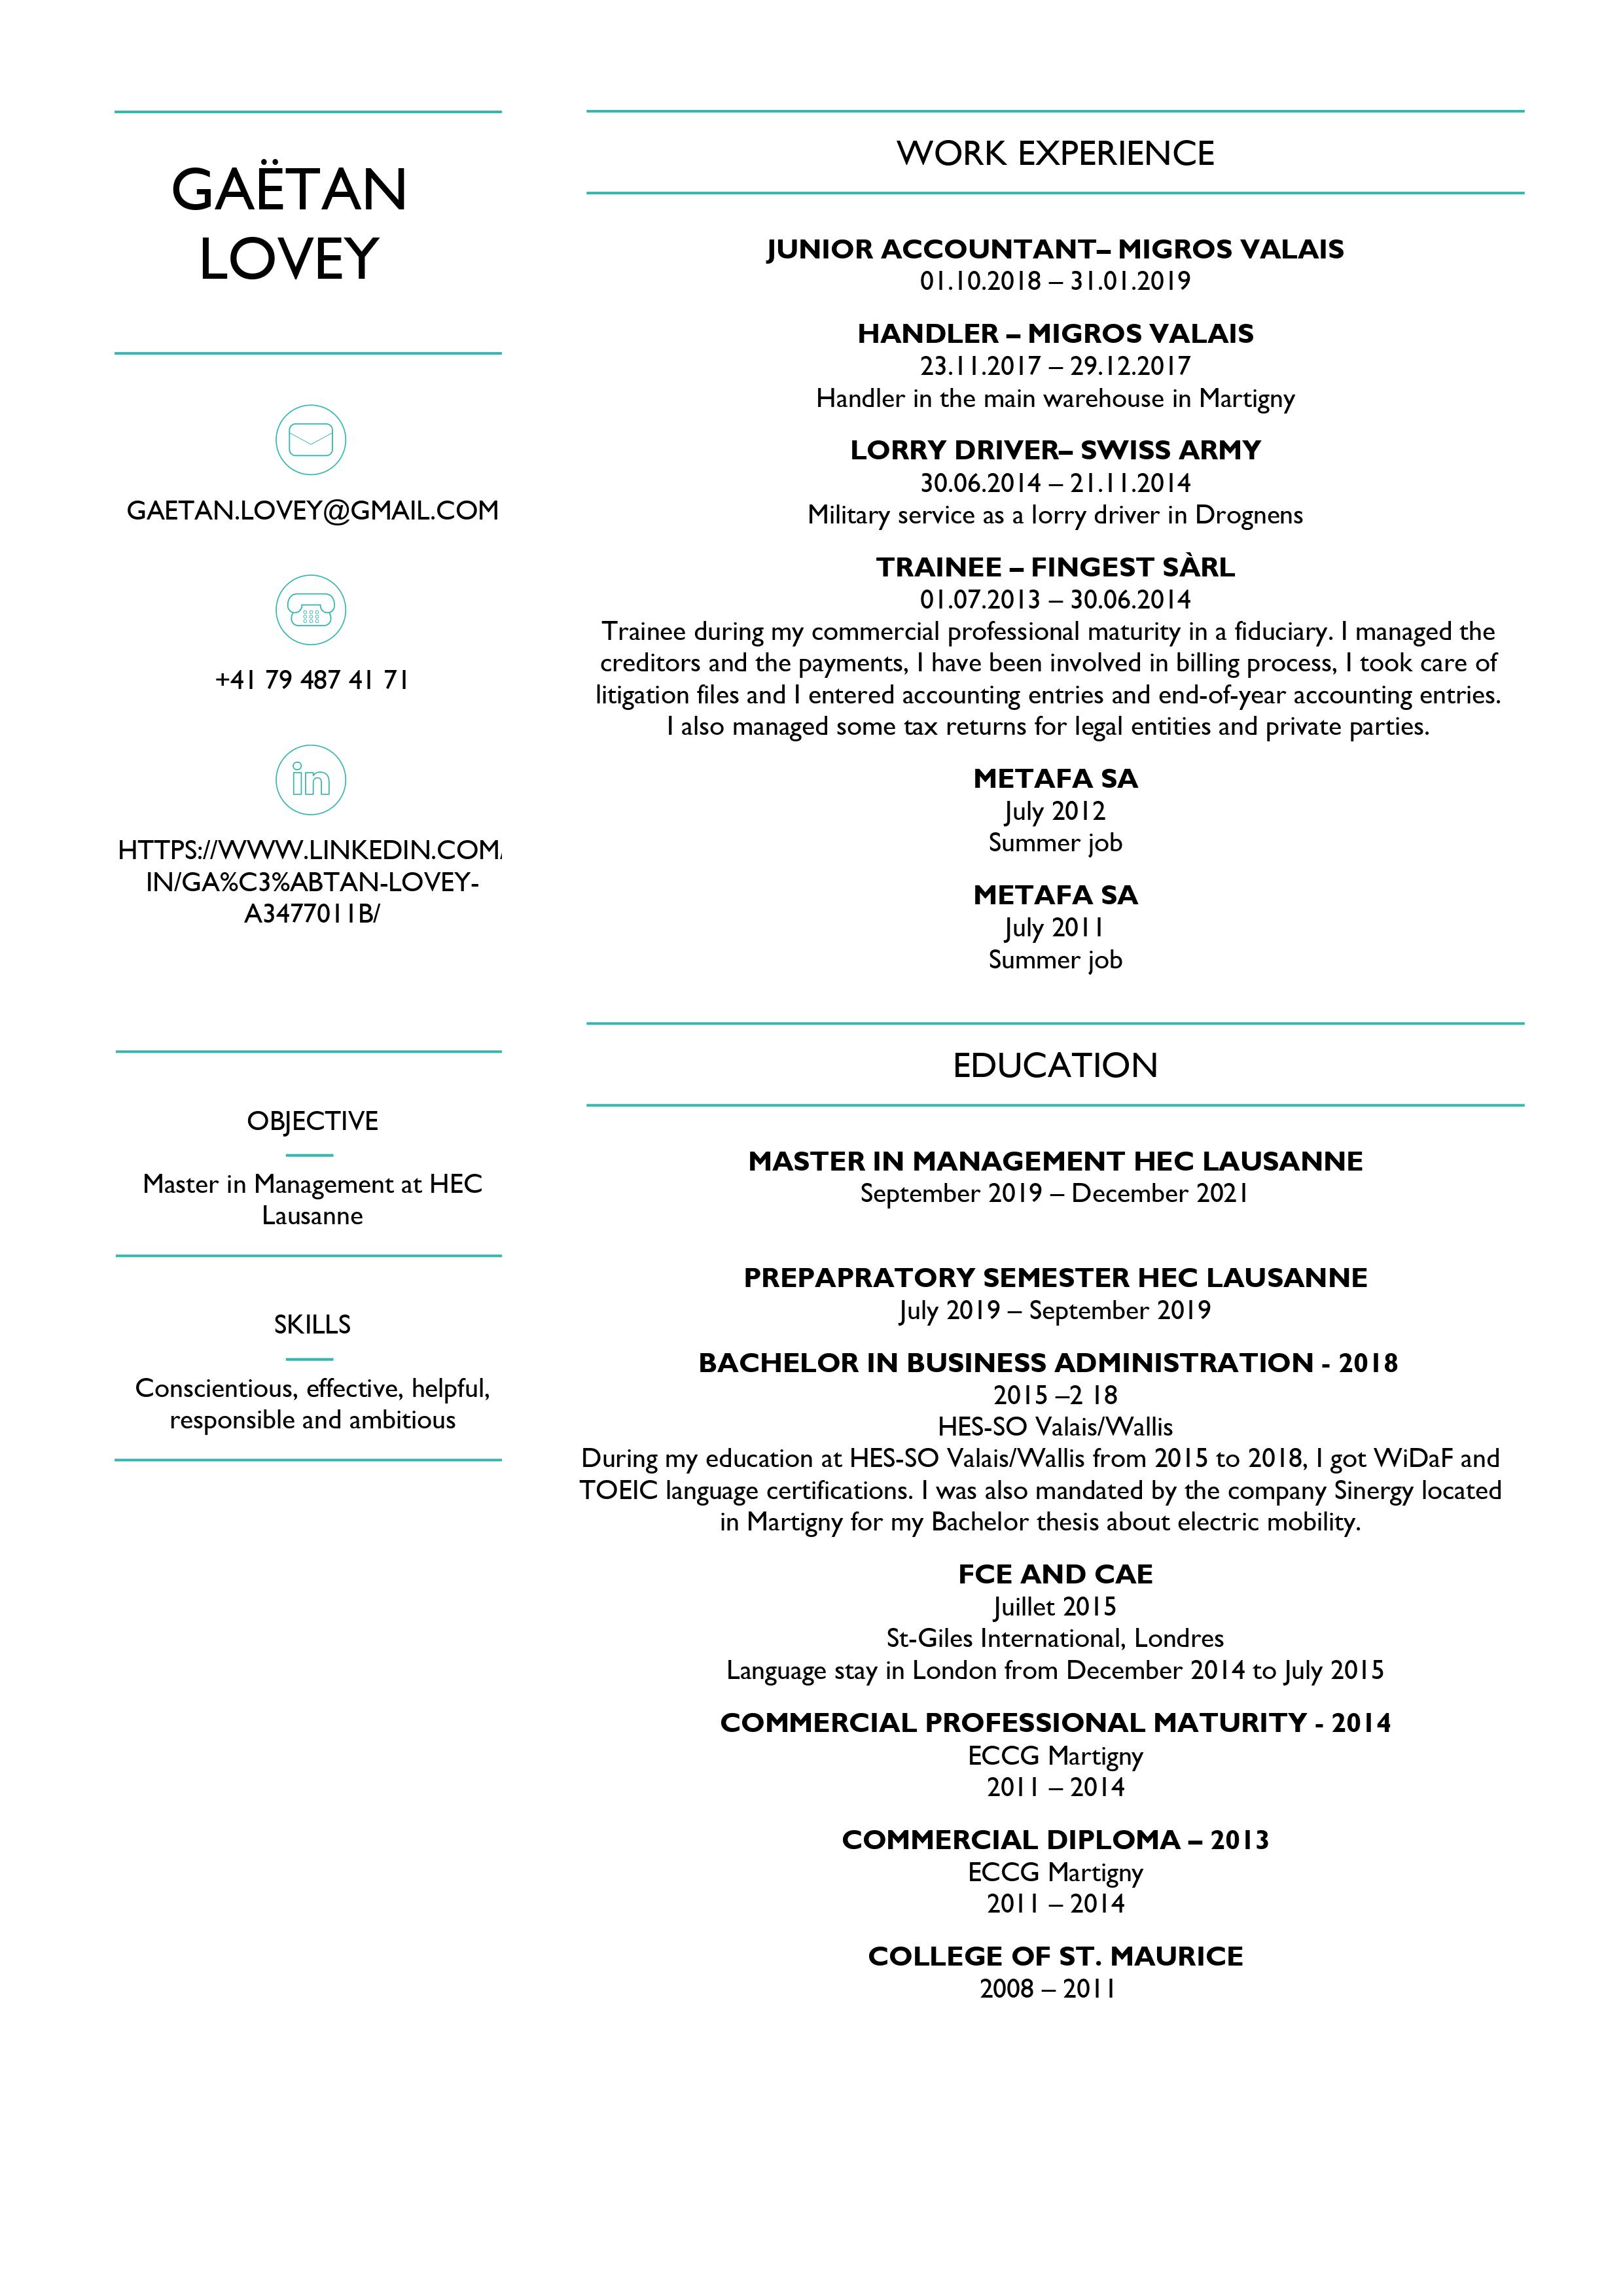 GAËTAN
LOVEY
GAETAN.LOVEY@GMAIL.COM
+41 79 487 41 71
in
HTTPS://WWW.LINKEDIN.COM/
IN/GA%C3%ABTAN-LOVEY-
A3477011B/
OBJECTIVE
Master in Management at HEC
Lausanne
SKILLS
Conscientious, effective, helpful,
responsible and ambitious
WORK EXPERIENCE
JUNIOR ACCOUNTANT– MIGROS VALAIS
01.10.2018 – 31.01.2019
HANDLER – MIGROS VALAIS
23.11.2017 – 29.12.2017
Handler in the main warehouse in Martigny
LORRY DRIVER– SWISS ARMY
30.06.2014 – 21.11.2014
Military service as a lorry driver in Drognens
TRAINEE – FINGEST SÀRL
01.07.2013 – 30.06.2014
Trainee during my commercial professional maturity in a fiduciary. I managed the
creditors and the payments, I have been involved in billing process, I took care of
litigation files and I entered accounting entries and end-of-year accounting entries.
I also managed some tax returns for legal entities and private parties.
METAFA SA
July 2012
Summer job
METAFA SA
July 2011
Summer job
EDUCATION
MASTER IN MANAGEMENT HEC LAUSANNE
September 2019 – December 2021
PREPAPRATORY SEMESTER HEC LAUSANNE
July 2019 – September 2019
BACHELOR IN BUSINESS ADMINISTRATION - 2018
2015 –2 18
HES-SO Valais/Wallis
During my education at HES-SO Valais/Wallis from 2015 to 2018, I got WiDaF and
TOEIC language certifications. I was also mandated by the company Sinergy located
in Martigny for my Bachelor thesis about electric mobility.
FCE AND CAE
Juillet 2015
St-Giles International, Londres
Language stay in London from December 2014 to July 2015
COMMERCIAL PROFESSIONAL MATURITY - 2014
ECCG Martigny
2011 – 2014
COMMERCIAL DIPLOMA – 2013
ECCG Martigny
2011 – 2014
COLLEGE OF ST. MAURICE
2008 – 2011